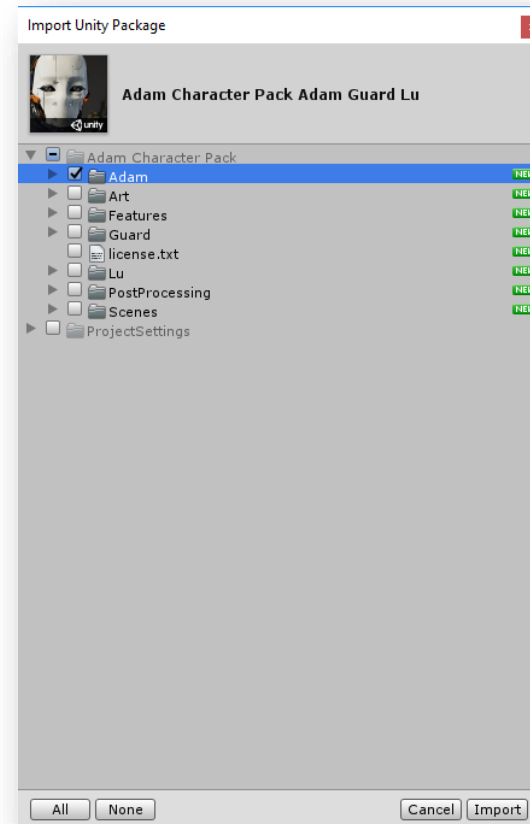 Import Unity Package
Adam Character Pack Adam Guard Lu
unity
Adam Character Pack
Adam
Art
Features
Guard
license.txt
Lu
PostProcessing
Scenes
ProjectSettings
All None Cancel Import